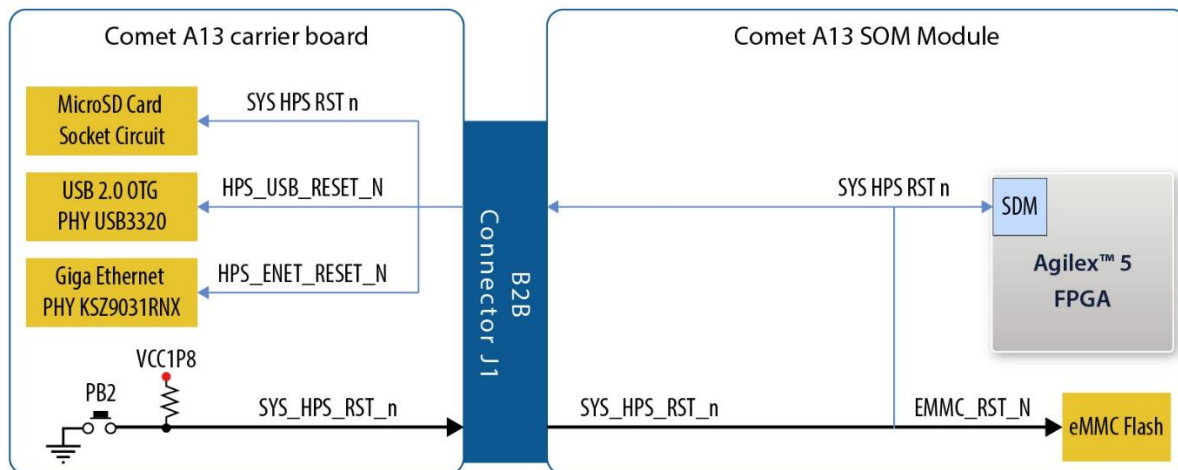 Comet A13 carrier board
MicroSD Card
Socket Circuit
SYS HPS RST n
USB 2.0 OTG
PHY USB3320
HPS_USB_RESET_N
Giga Ethernet
PHY KSZ9031RNX
HPS_ENET_RESET_N
VCC1P8
PB2
SYS_HPS_RST_n
B2B
Connector J1
Comet A13 SOM Module
SYS HPS RST n
SDM
Agilex™ 5
FPGA
SYS_HPS_RST_n
EMMC_RST_N
eMMC Flash